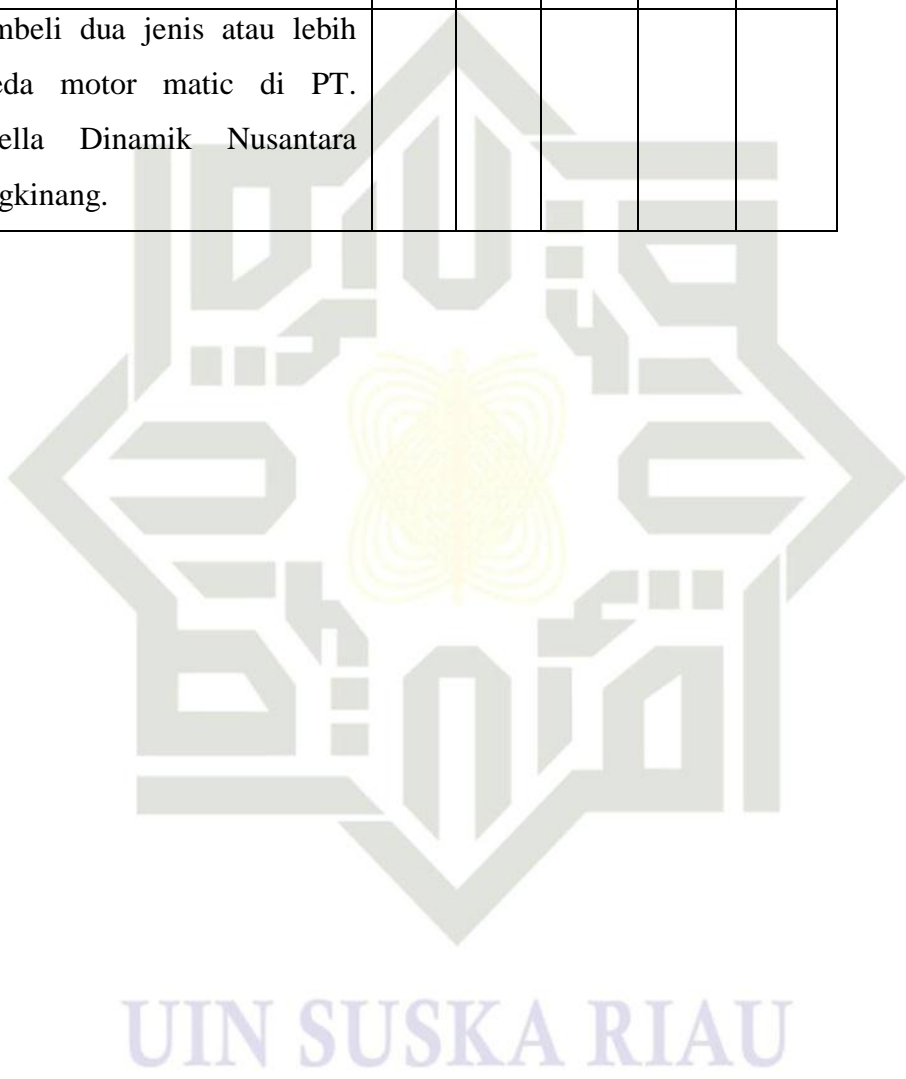 mbeli dua jenis atau lebih
eda motor matic di PT.
ella Dinamik Nusantara
gkinang.
UIN SUSKA RIAU